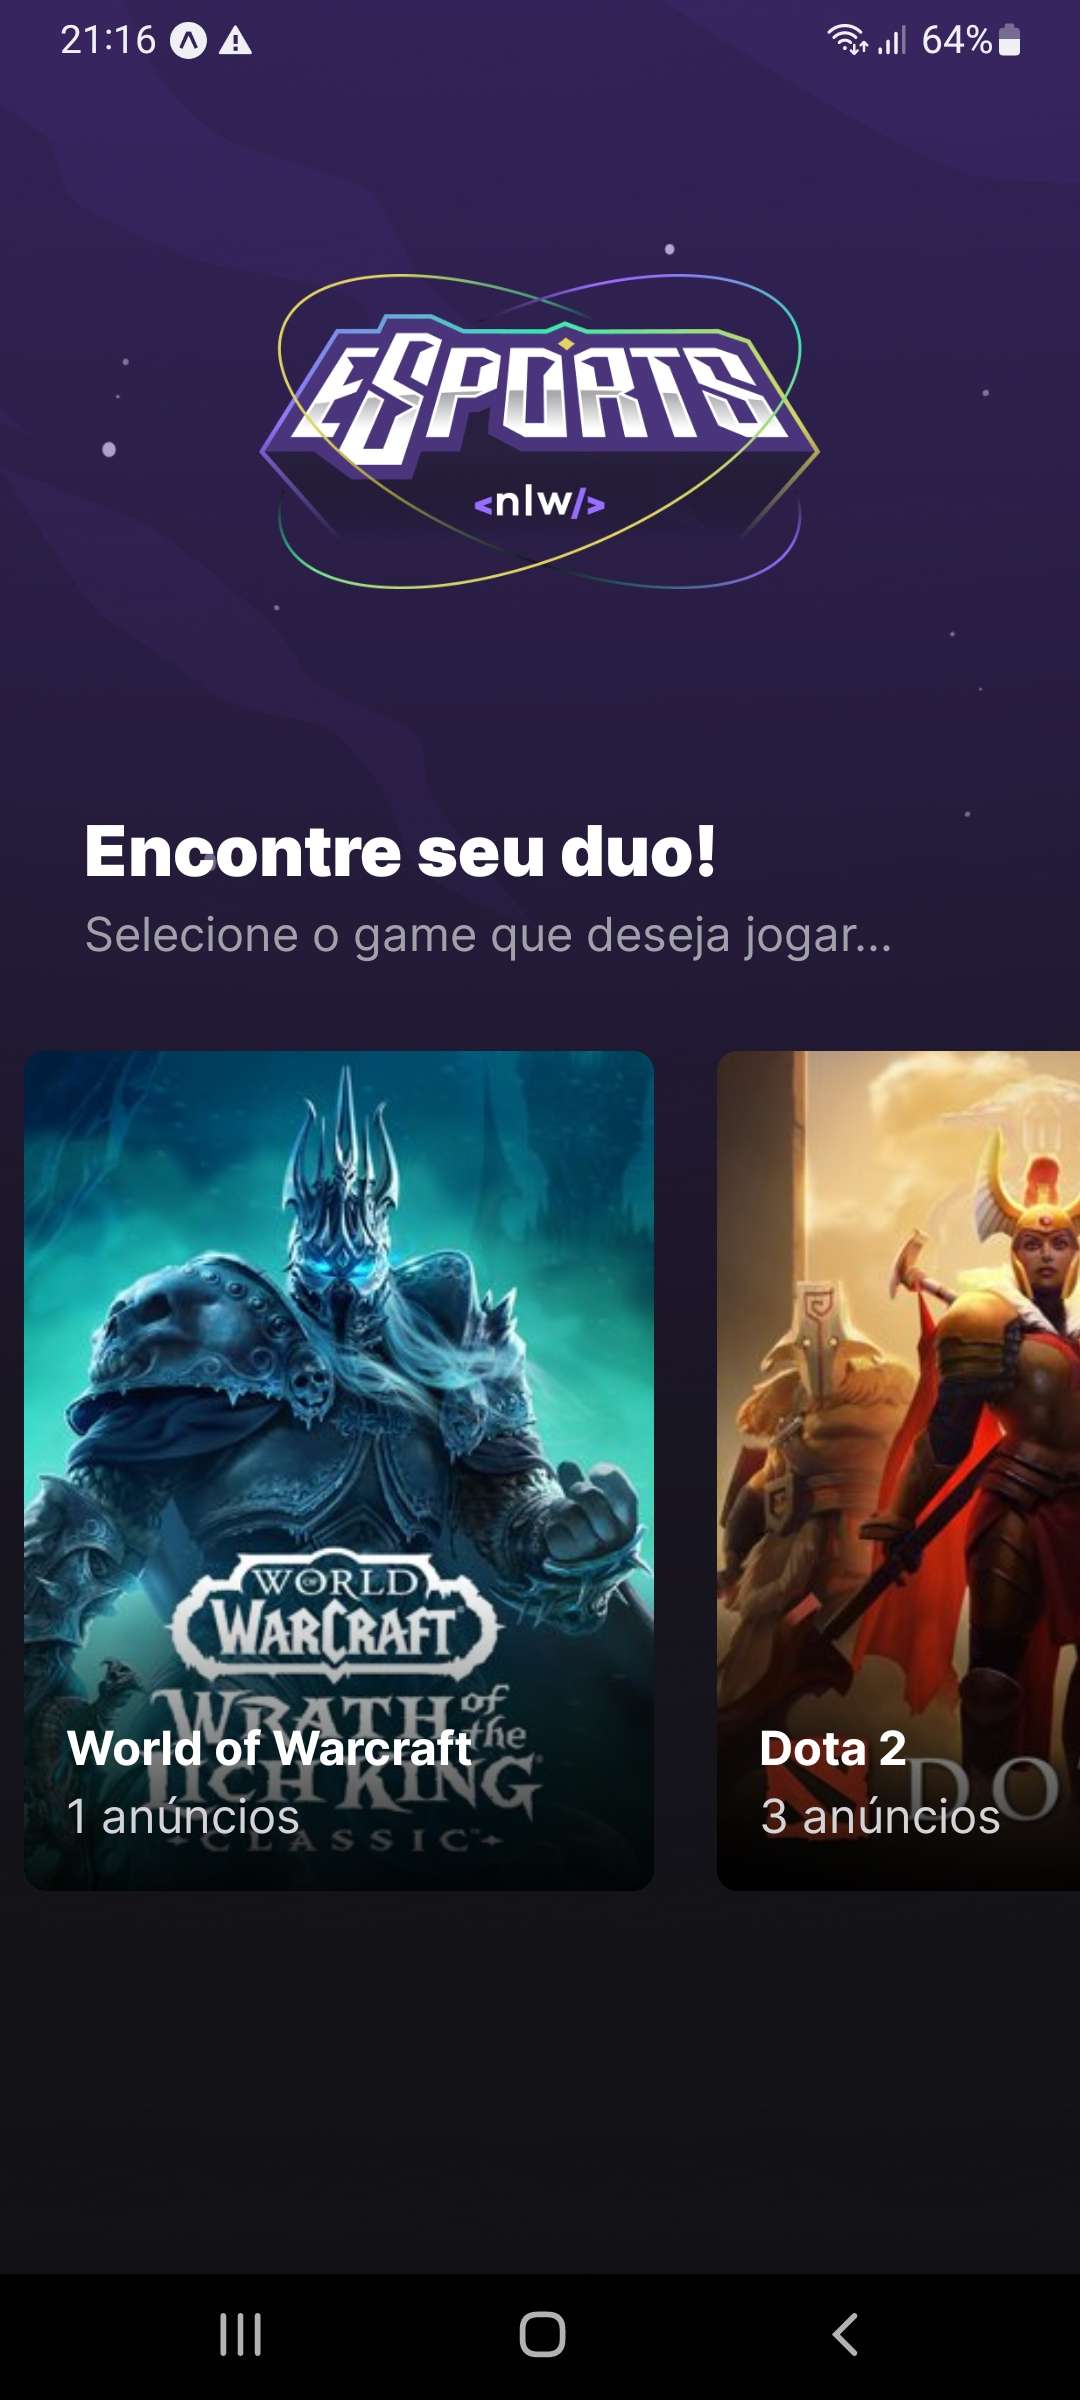 21:16
64%
ESPORTS
<nlw/>
Encontre seu duo!
Selecione o game que deseja jogar...
WORLD OF
WARCRAFT
WRATH of the
LICH KING
CLASSIC
World of Warcraft
1 anúncios
DO
Dota 2
3 anúncios